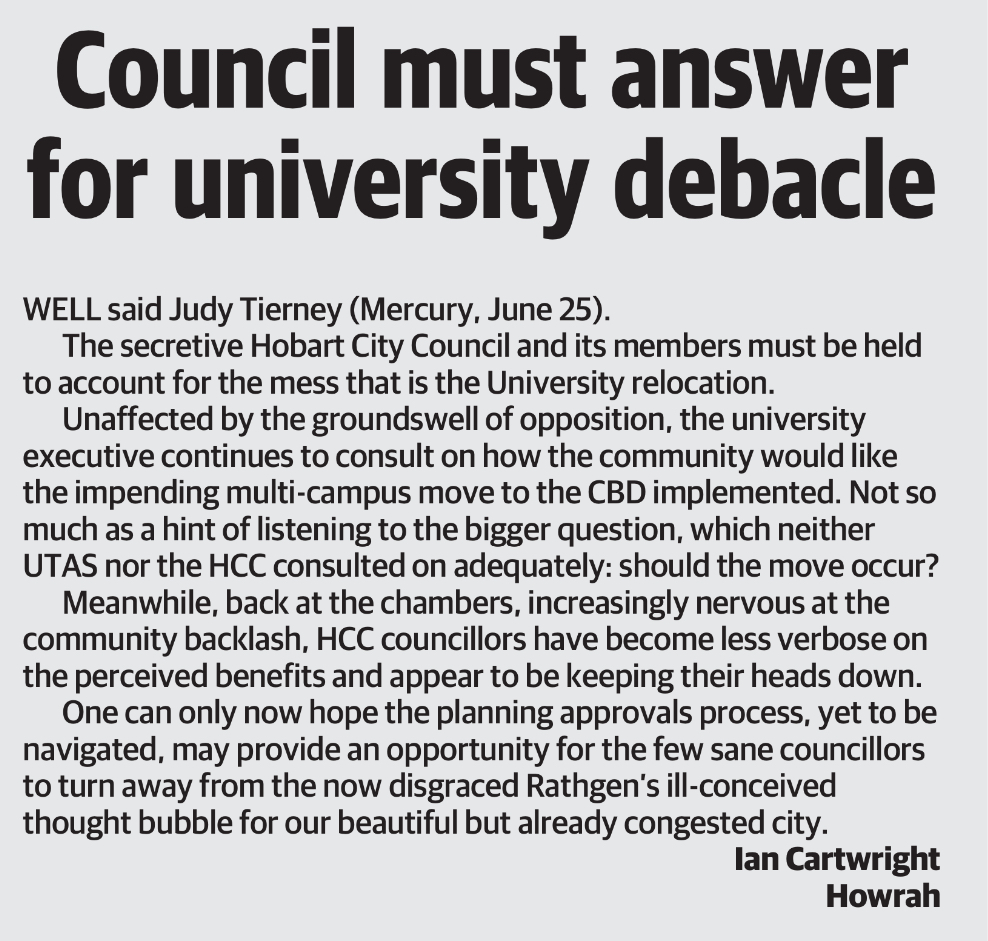 Council must answer
for university debacle
WELL said Judy Tierney (Mercury, June 25).
The secretive Hobart City Council and its members must be held
to account for the mess that is the University relocation.
Unaffected by the groundswell of opposition, the university
executive continues to consult on how the community would like
the impending multi-campus move to the CBD implemented. Not so
much as a hint of listening to the bigger question, which neither
UTAS nor the HCC consulted on adequately: should the move occur?
Meanwhile, back at the chambers, increasingly nervous at the
community backlash, HCC councillors have become less verbose on
the perceived benefits and appear to be keeping their heads down.
One can only now hope the planning approvals process, yet to be
navigated, may provide an opportunity for the few sane councillors
to turn away from the now disgraced Rathgen’s ill-conceived
thought bubble for our beautiful but already congested city.
Ian Cartwright
Howrah